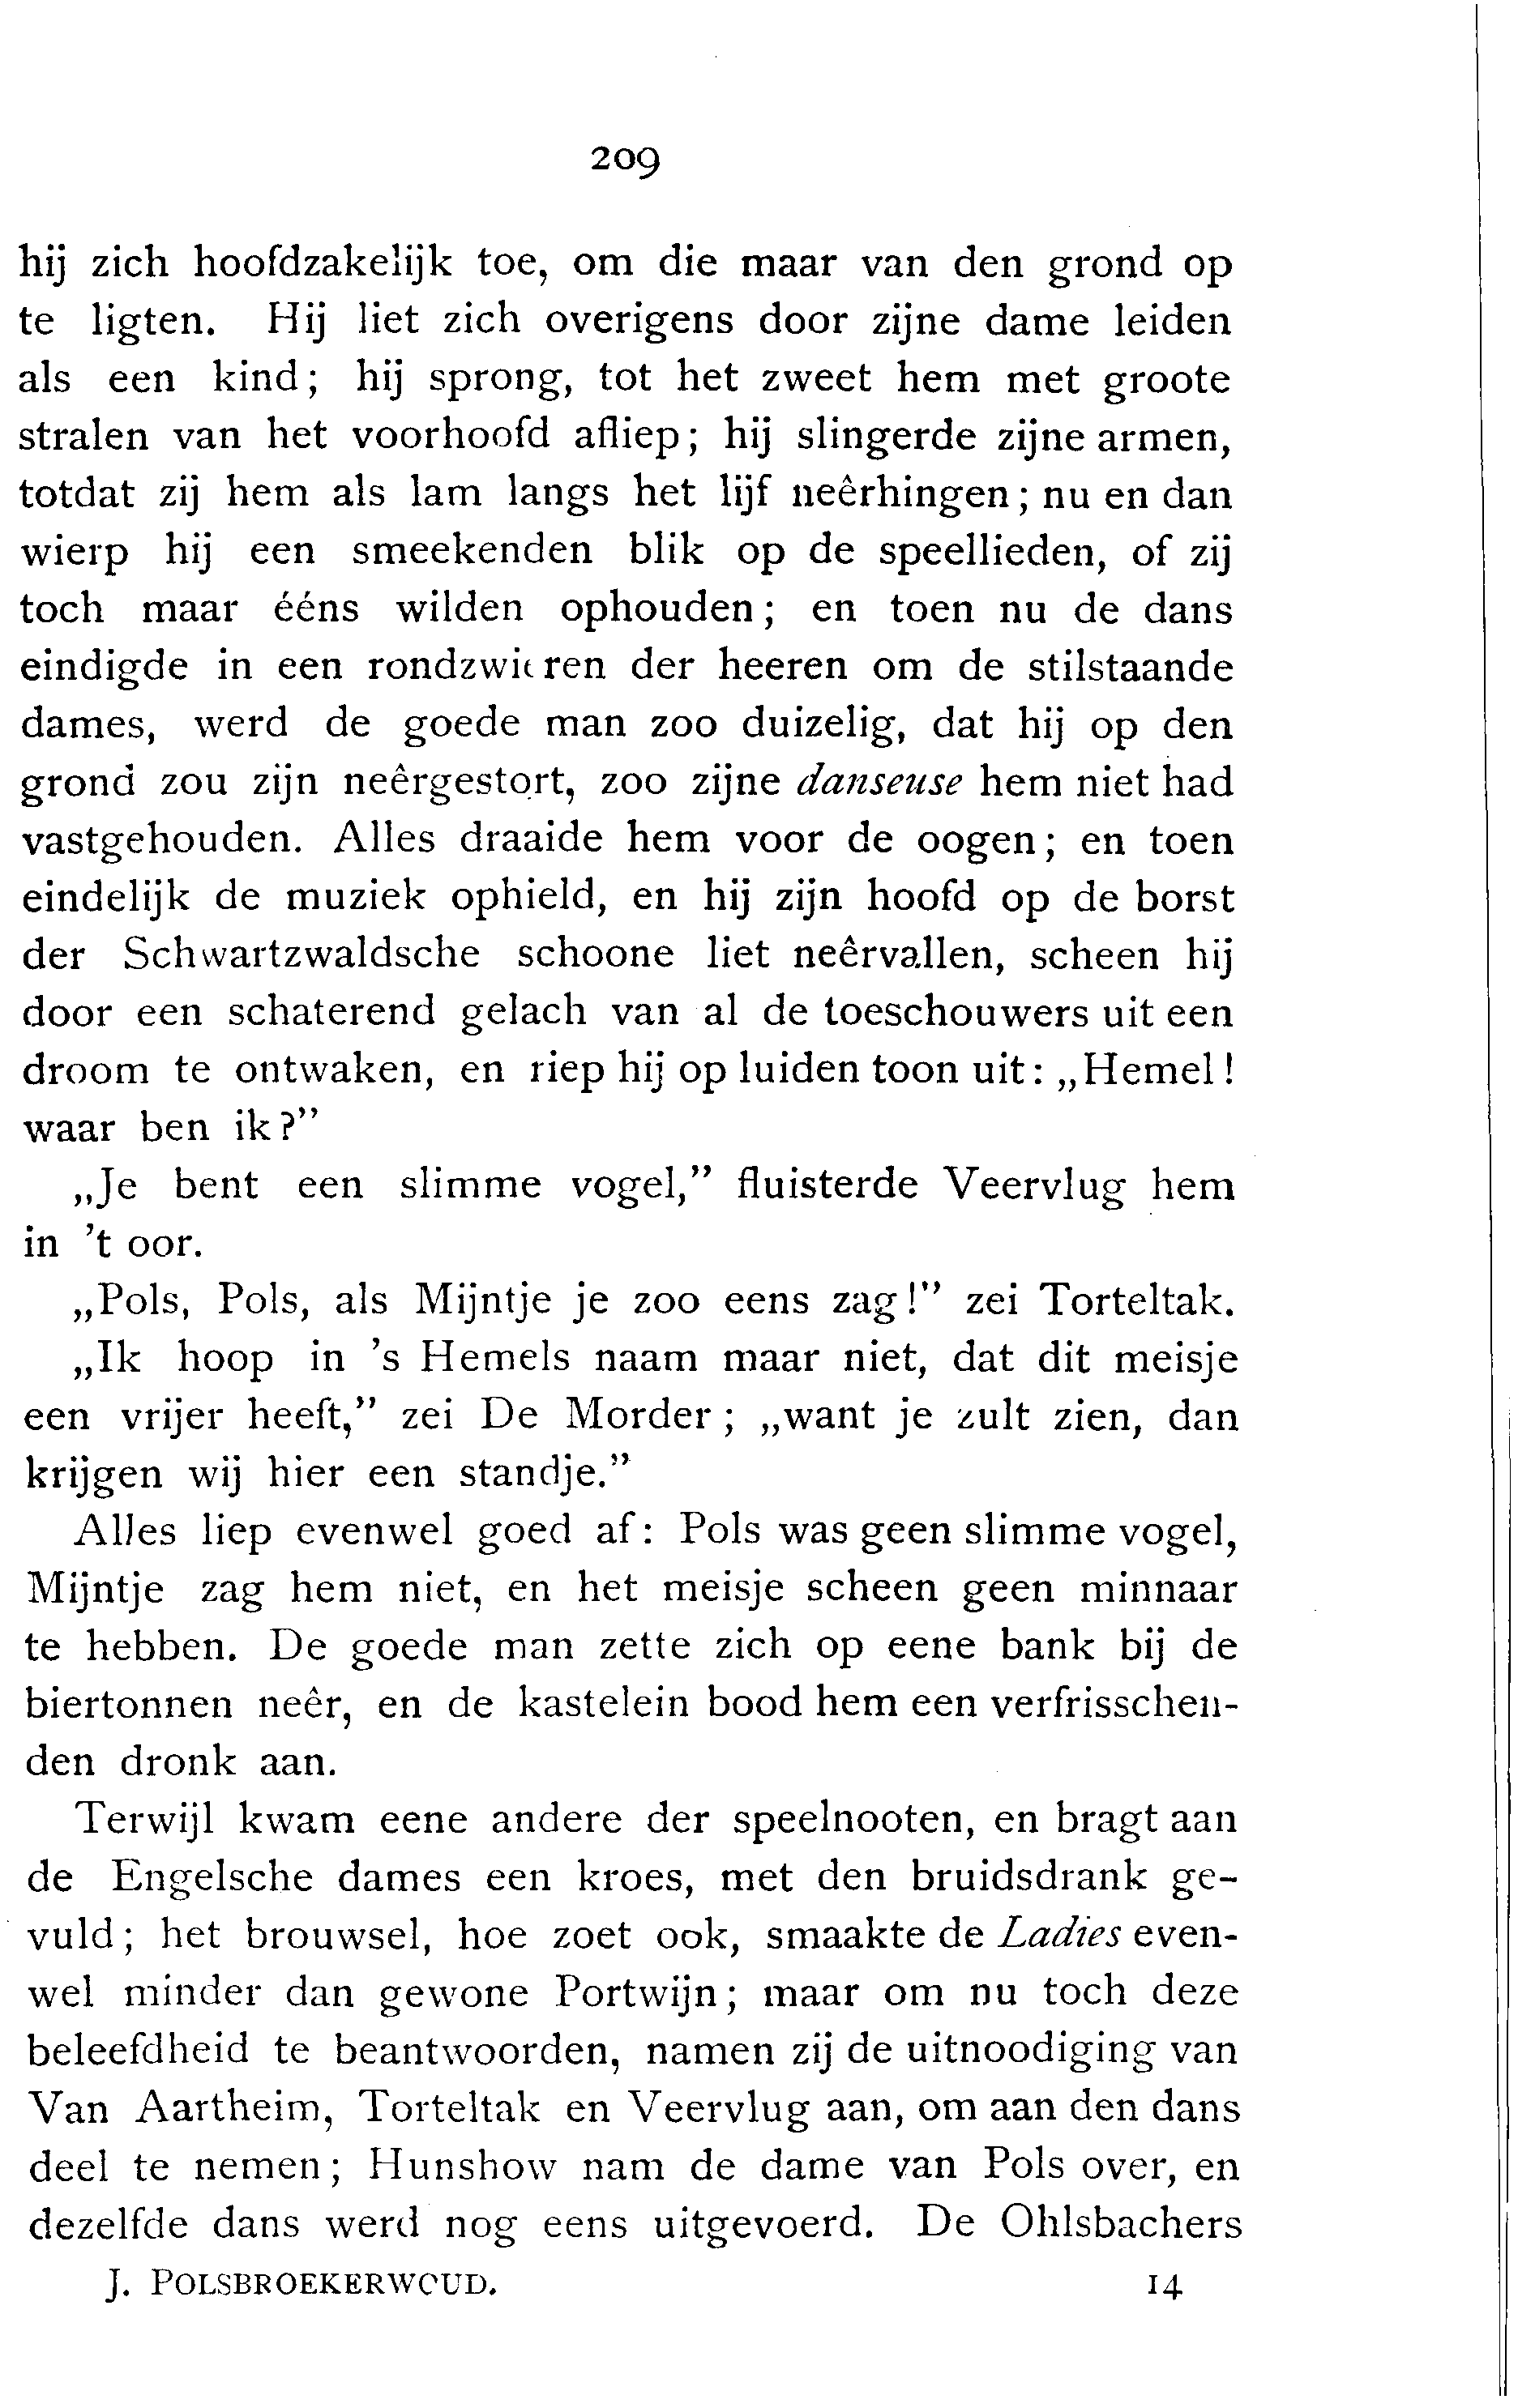 209
hij zich hoofdzakelijk toe, om die maar van den grond op
te ligten. Hij liet zich overigens door zijne dame leiden
als een kind; hij sprong, tot het zweet hem met groote
stralen van het voorhoofd afliep; hij slingerde zijne armen,
totdat zij hem als lam langs het lijf neêrhingen; nu en dan
wierp hij een smeekenden blik op de speellieden, of zij
toch maar ééns wilden ophouden; en toen nu de dans
eindigde in een rondzwieren der heeren om de stilstaande
dames, werd de goede man zoo duizelig, dat hij op den
grond zou zijn neêrgestort, zoo zijne danseuse hem niet had
vastgehouden. Alles draaide hem voor de oogen; en toen
eindelijk de muziek ophield, en hij zijn hoofd op de borst
der Schwartzwaldsche schoone liet neêrvallen, scheen hij
door een schaterend gelach van al de toeschouwers uit een
droom te ontwaken, en riep hij op luiden toon uit: „Hemel!
waar ben ik?”
„Je bent een slimme vogel,” fluisterde Veervlug hem
in 't oor.
„Pols, Pols, als Mijntje je zoo eens zag!” zei Torteltak.
„Ik hoop in 's Hemels naam maar niet, dat dit meisje
een vrijer heeft,” zei De Morder; „want je zult zien, dan
krijgen wij hier een standje.”
Alles liep evenwel goed af: Pols was geen slimme vogel,
Mijntje zag hem niet, en het meisje scheen geen minnaar
te hebben. De goede man zette zich op eene bank bij de
biertonnen neêr, en de kastelein bood hem een verfrisschen-
den dronk aan.
Terwijl kwam eene andere der speelnooten, en bragt aan
de Engelsche dames een kroes, met den bruidsdrank ge-
vuld; het brouwsel, hoe zoet ook, smaakte de Ladies even-
wel minder dan gewone Portwijn; maar om nu toch deze
beleefdheid te beantwoorden, namen zij de uitnoodiging van
Van Aartheim, Torteltak en Veervlug aan, om aan den dans
deel te nemen; Hunshow nam de dame van Pols over, en
dezelfde dans werd nog eens uitgevoerd. De Ohlsbachers
J. POLSBROEKERWOUD. 14